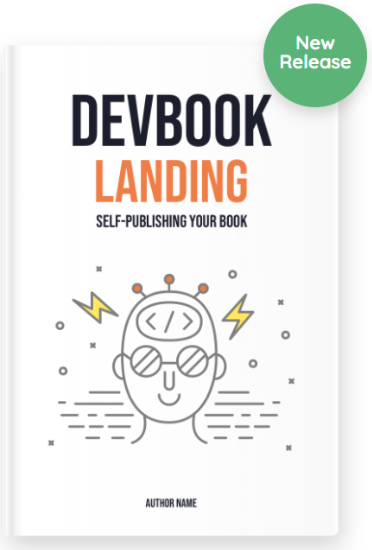 New
Release
DEVBOOK
LANDING
SELF-PUBLISHING YOUR BOOK
</>
AUTHOR NAME